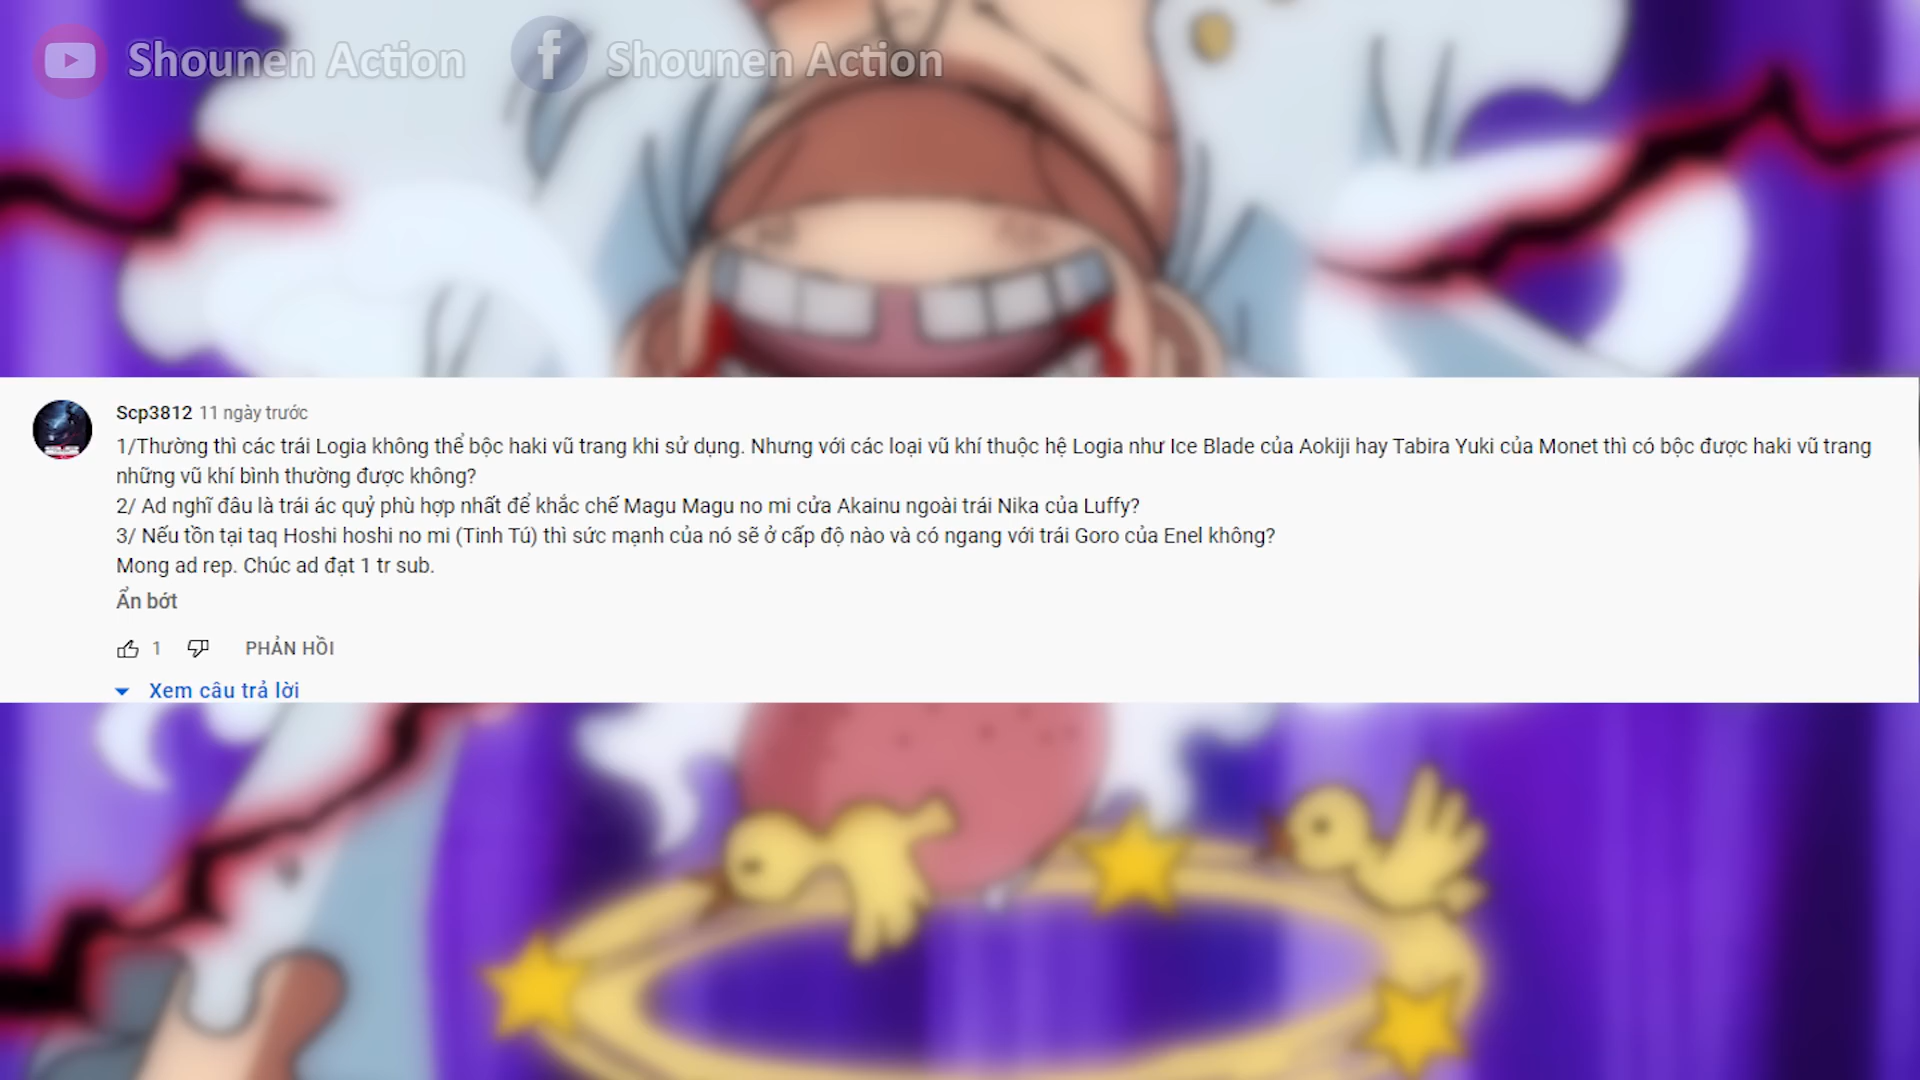 Shounen Action Shounen Action
Scp3812 11 ngày trước
1/Thường thì các trái Logia không thể bộc haki vũ trang khi sử dụng. Nhưng với các loại vũ khí thuộc hệ Logia như Ice Blade của Aokiji hay Tabira Yuki của Monet thì có bộc được haki vũ trang
những vũ khí bình thường được không?
2/ Ad nghĩ đâu là trái ác quỷ phù hợp nhất để khắc chế Magu Magu no mi cửa Akainu ngoài trái Nika của Luffy?
3/ Nếu tồn tại taq Hoshi hoshi no mi (Tinh Tú) thì sức mạnh của nó sẽ ở cấp độ nào và có ngang với trái Goro của Enel không?
Mong ad rep. Chúc ad đạt 1 tr sub.
Ẩn bớt
1 PHẢN HỒI
Xem câu trả lời